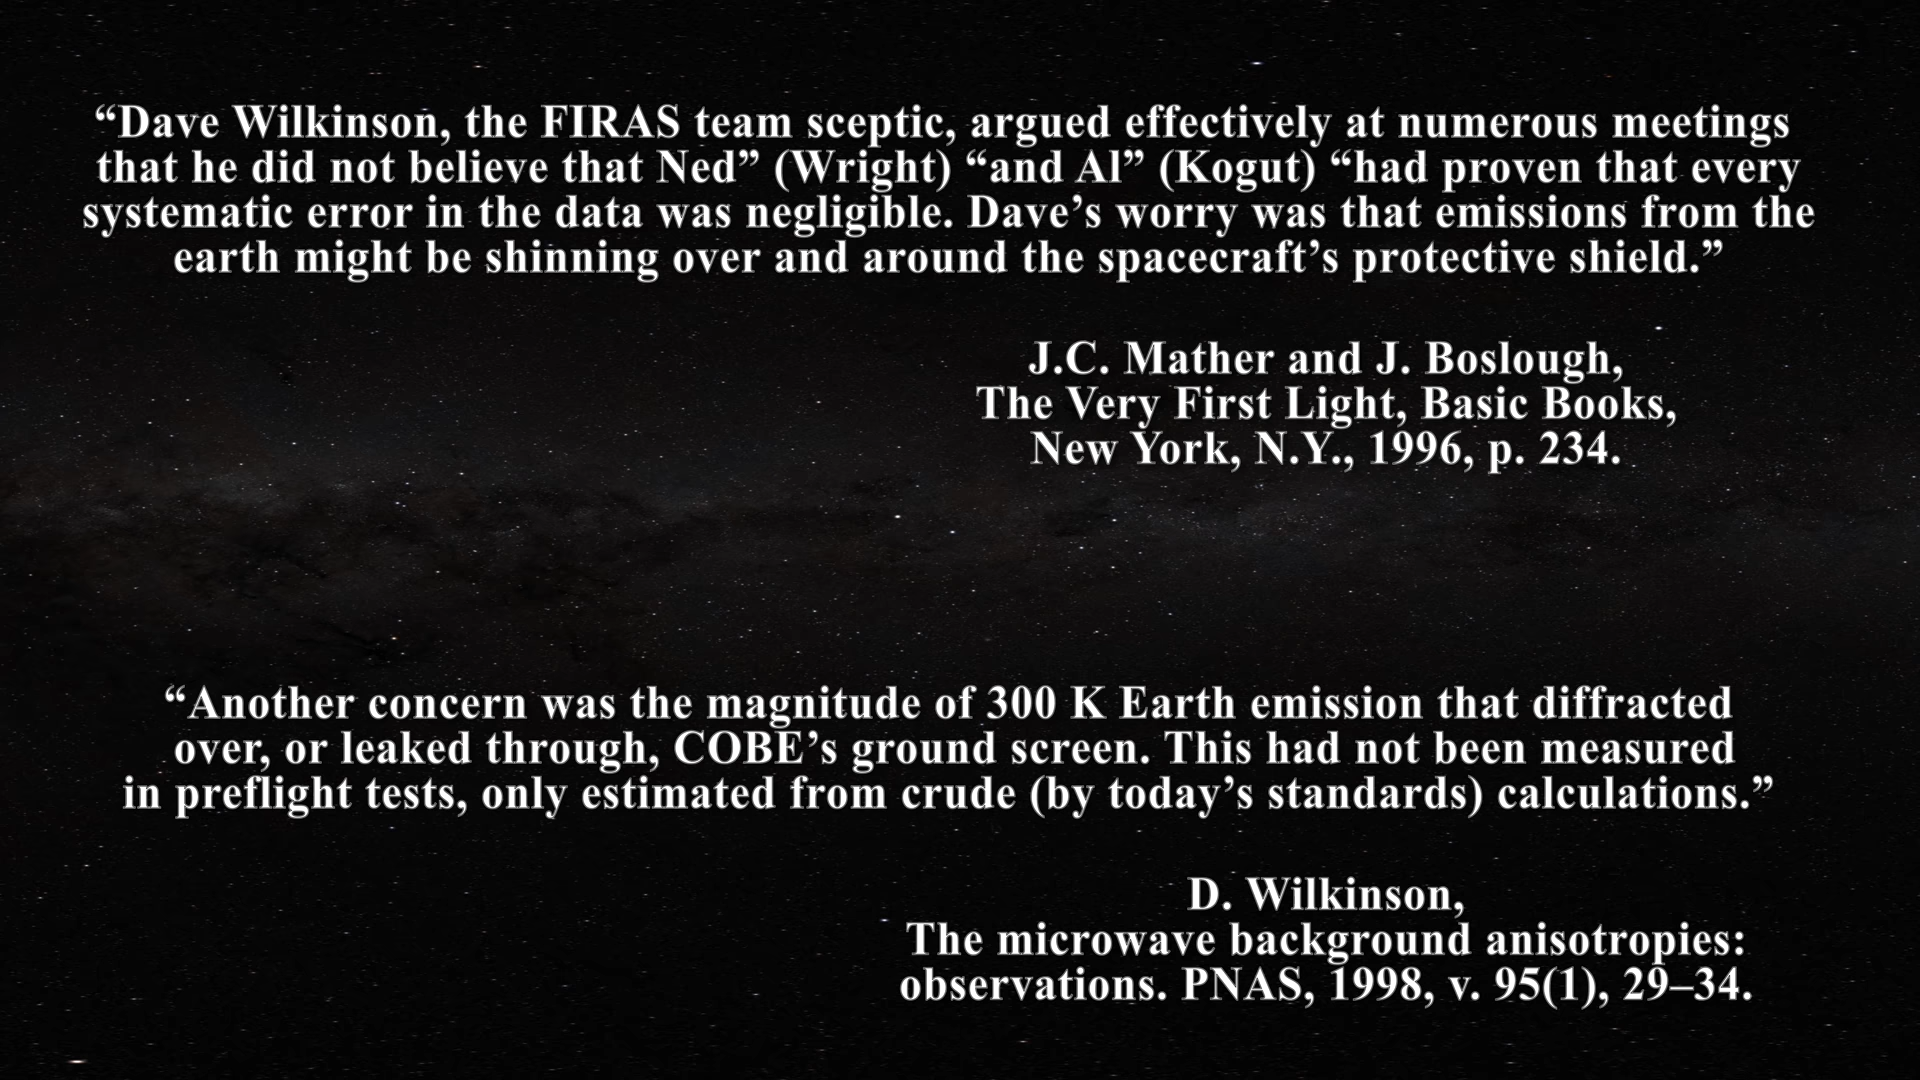 “Dave Wilkinson, the FIRAS team sceptic, argued effectively at numerous meetings
that he did not believe that Ned” (Wright) “and Al” (Kogut) “had proven that every
systematic error in the data was negligible. Dave’s worry was that emissions from the
earth might be shinning over and around the spacecraft’s protective shield.”
J.C. Mather and J. Boslough,
The Very First Light, Basic Books,
New York, N.Y., 1996, p. 234.
“Another concern was the magnitude of 300 K Earth emission that diffracted
over, or leaked through, COBE’s ground screen. This had not been measured
in preflight tests, only estimated from crude (by today’s standards) calculations.”
D. Wilkinson,
The microwave background anisotropies:
observations. PNAS, 1998, v. 95(1), 29–34.